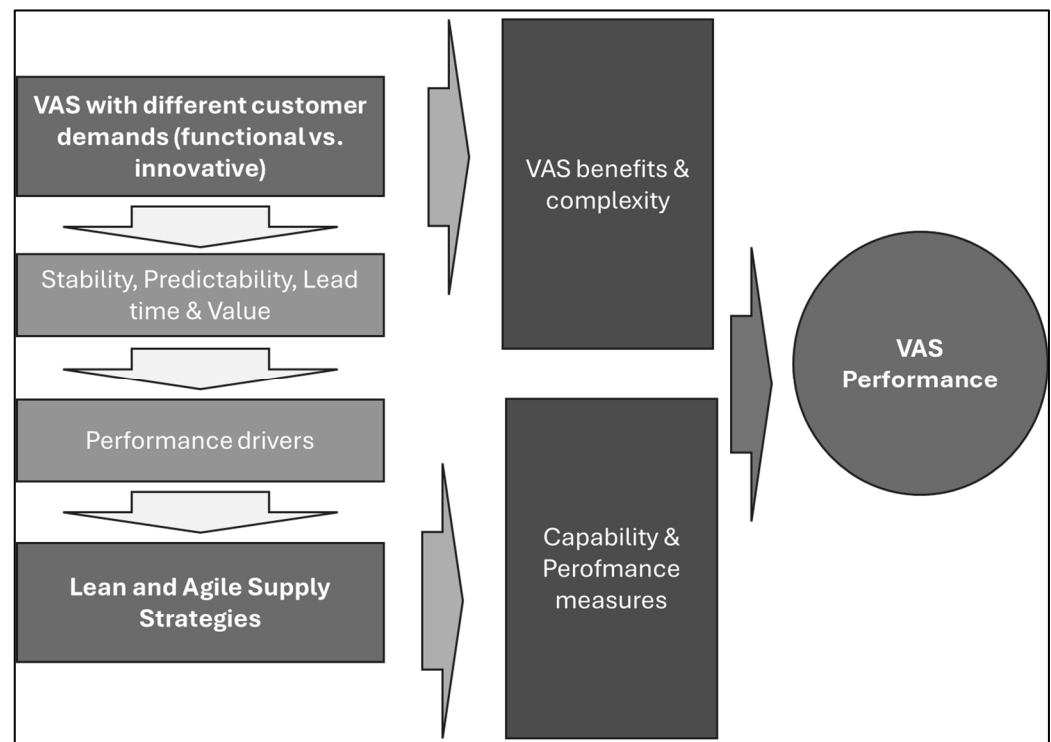 VAS with different customer
demands (functional vs.
innovative)
Stability, Predictability, Lead
time & Value
Performance drivers
Lean and Agile Supply
Strategies
VAS benefits &
complexity
Capability &
Perofmance
measures
VAS
Performance